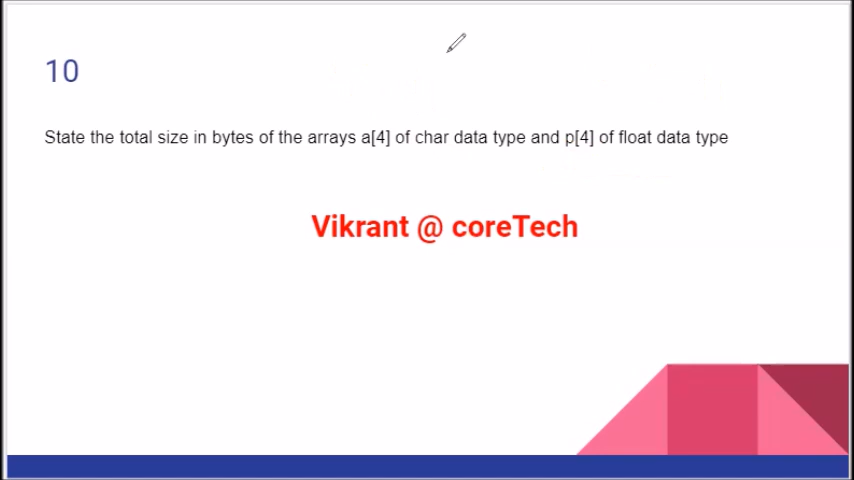 10
State the total size in bytes of the arrays a[4] of char data type and p[4] of float data type
Vikrant @ coreTech